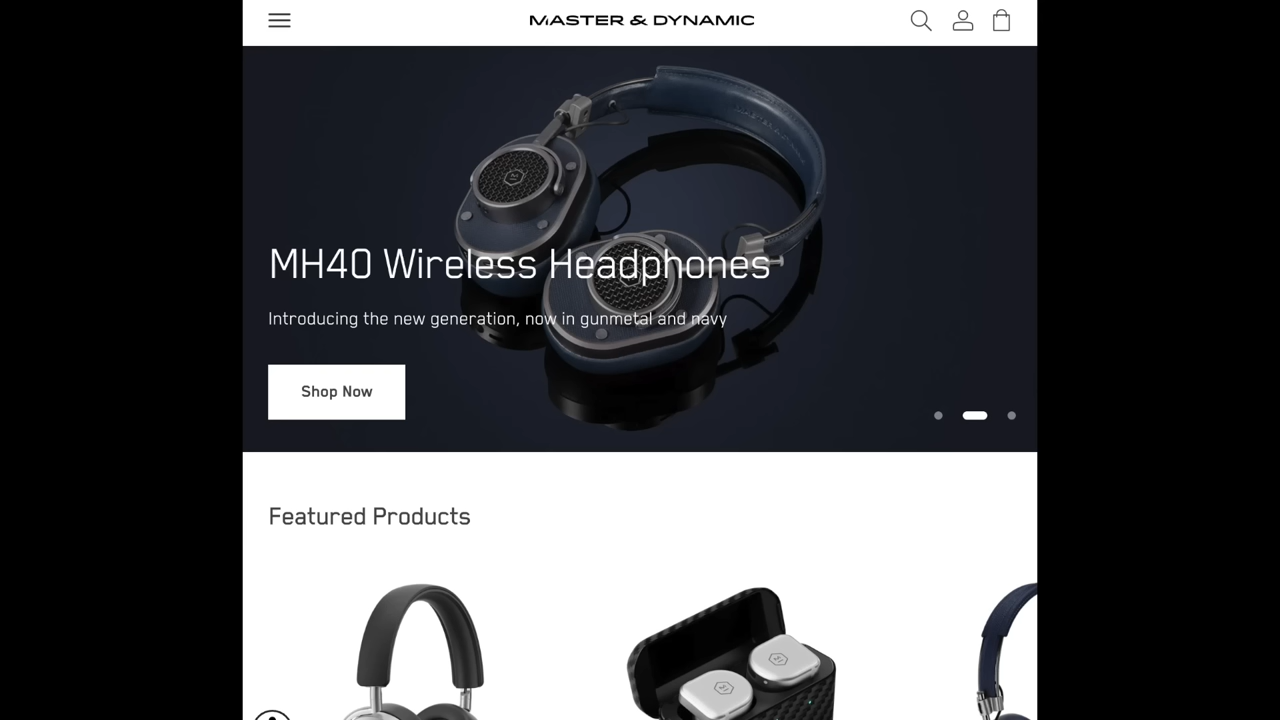 MASTER & DYNAMIC
MH40 Wireless Headphones
Introducing the new generation, now in gunmetal and navy
Shop Now
Featured Products